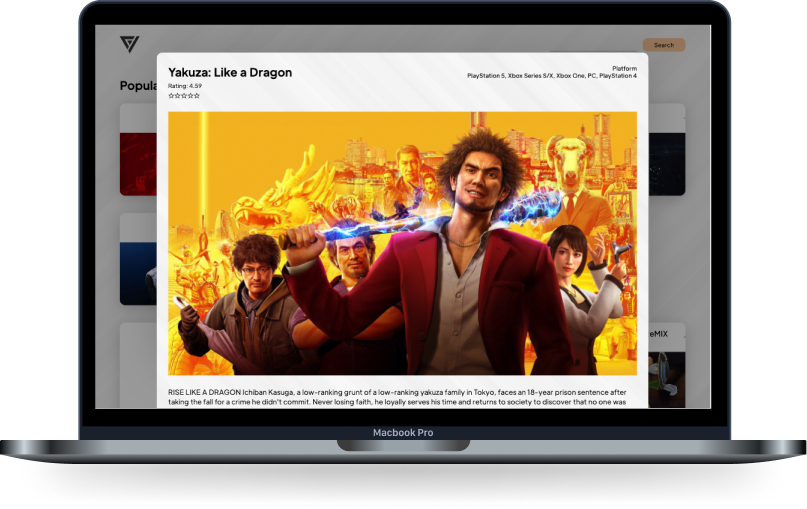 Search
Popula
Yakuza: Like a Dragon
Rating: 4.59
☆☆☆☆☆
Platform
PlayStation 5, Xbox Series S/X, Xbox One, PC, PlayStation 4
eMIX
RISE LIKE A DRAGON Ichiban Kasuga, a low-ranking grunt of a low-ranking yakuza family in Tokyo, faces an 18-year prison sentence after
taking the fall for a crime he didn't commit. Never losing faith, he loyally serves his time and returns to society to discover that no one was
Macbook Pro